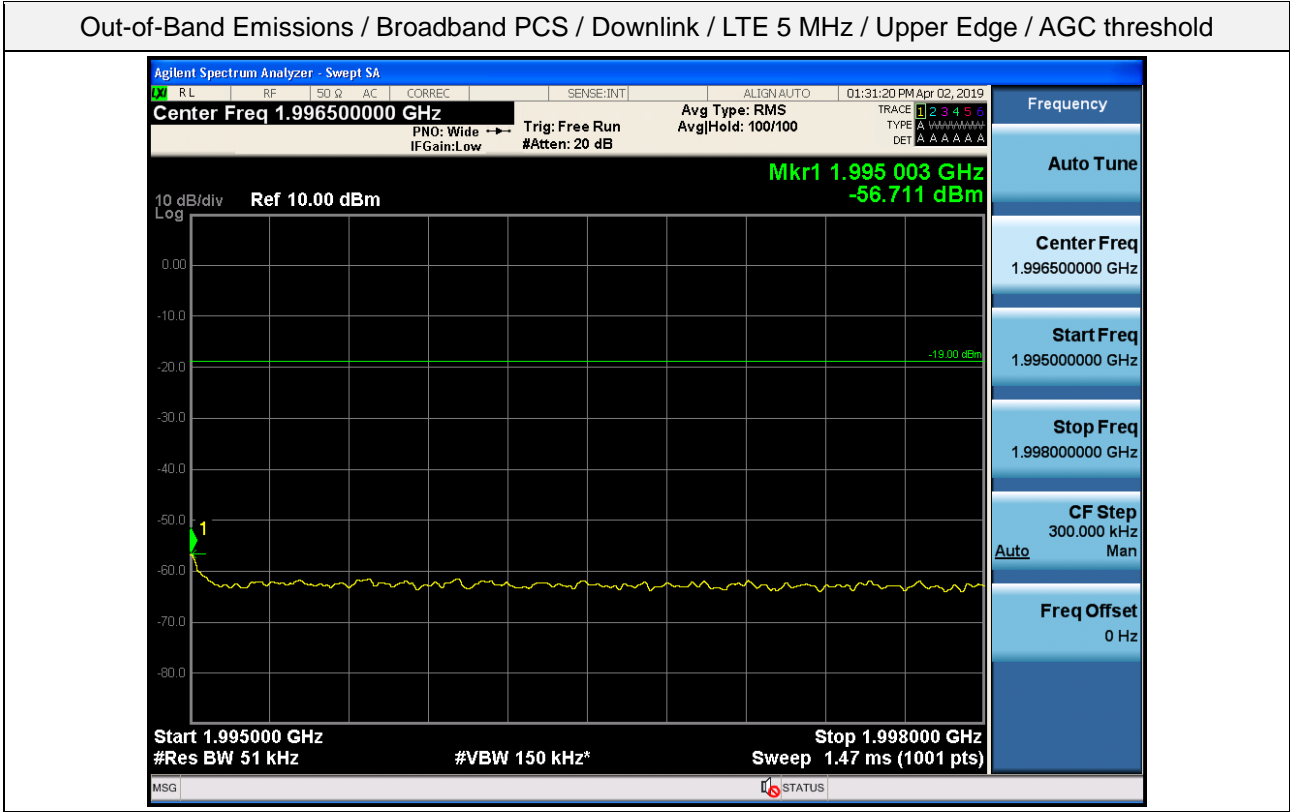 Out-of-Band Emissions / Broadband PCS / Downlink / LTE 5 MHz / Upper Edge / AGC threshold
Agilent Spectrum Analyzer - Swept SA
LXI RL RF 50 Ω AC CORREC SENSE:INT ALIGN AUTO 01:31:20 PM Apr 02, 2019
Center Freq 1.996500000 GHz
PNO: Wide
IFGain:Low
Trig: Free Run
#Atten: 20 dB
Avg Type: RMS
Avg|Hold: 100/100
TRACE 1 2 3 4 5 6
TYPE A WWWWW
DET A A A A A A
Mkr1 1.995 003 GHz
-56.711 dBm
10 dB/div Ref 10.00 dBm
Log
0.00
-10.0
-19.00 dBm
-20.0
-30.0
-40.0
-50.0
1
-60.0
-70.0
-80.0
Start 1.995000 GHz Stop 1.998000 GHz
#Res BW 51 kHz #VBW 150 kHz* Sweep 1.47 ms (1001 pts)
MSG STATUS
Frequency
Auto Tune
Center Freq
1.996500000 GHz
Start Freq
1.995000000 GHz
Stop Freq
1.998000000 GHz
CF Step
300.000 kHz
Auto Man
Freq Offset
0 Hz